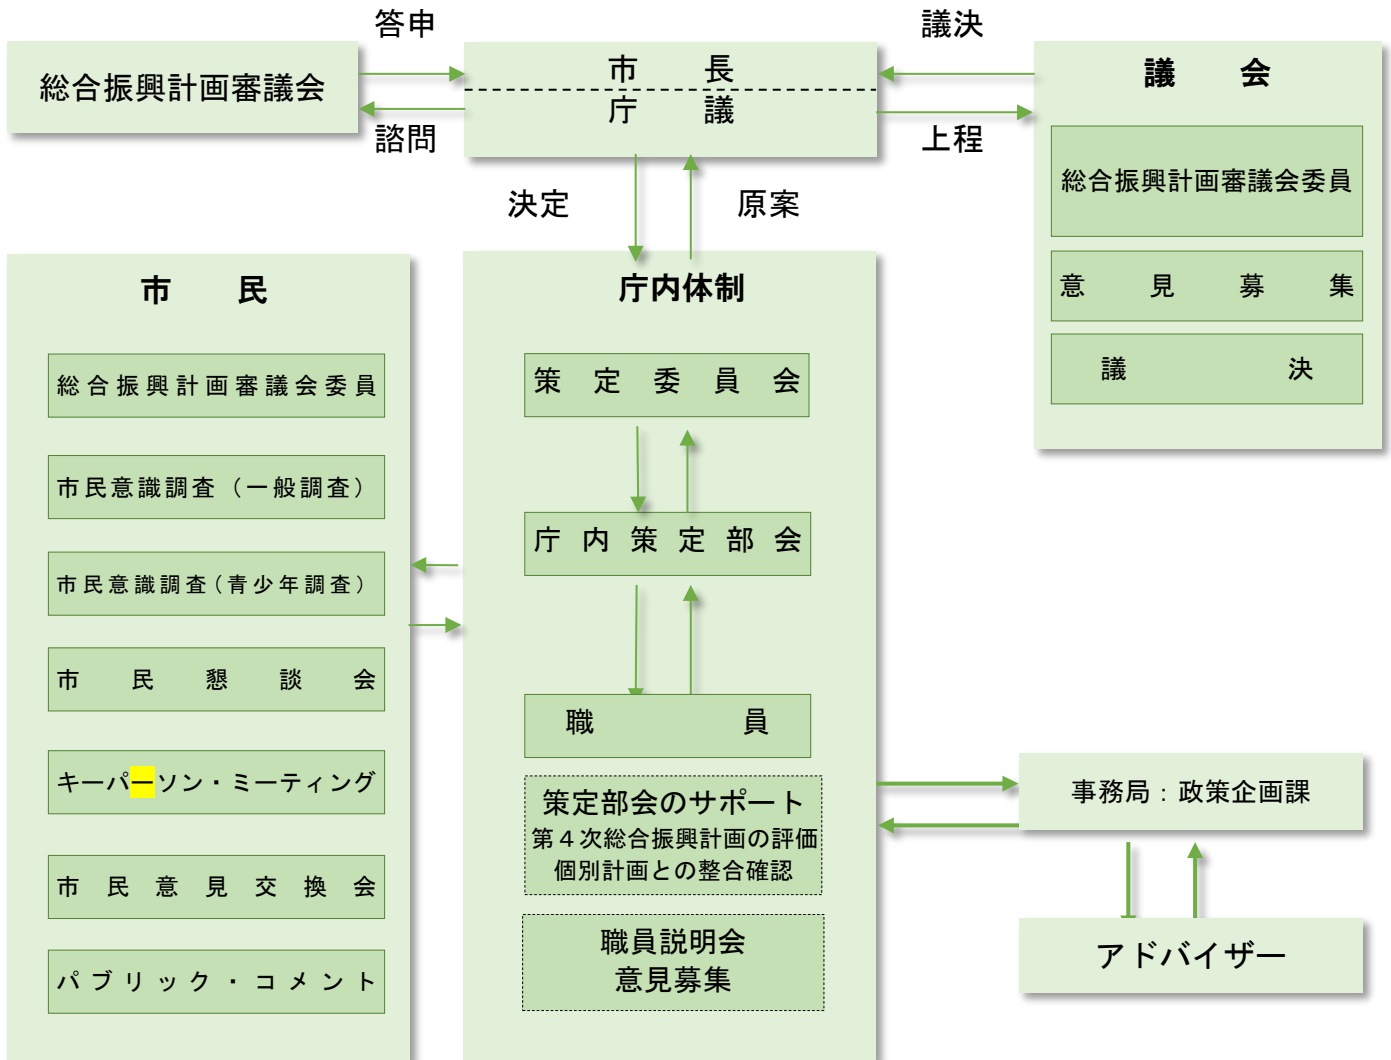 答申
議決
総合振興計画審議会
市　長
庁　議
諮問
上程
議　会
総合振興計画審議会委員
意見募集
議決
決定
原案
市　民
総合振興計画審議会委員
市民意識調査（一般調査）
市民意識調査（青少年調査）
市民懇談会
キーパーソン・ミーティング
市民意見交換会
パブリック・コメント
庁内体制
策定委員会
庁内策定部会
職員
策定部会のサポート
第４次総合振興計画の評価
個別計画との整合確認
職員説明会
意見募集
事務局：政策企画課
アドバイザー